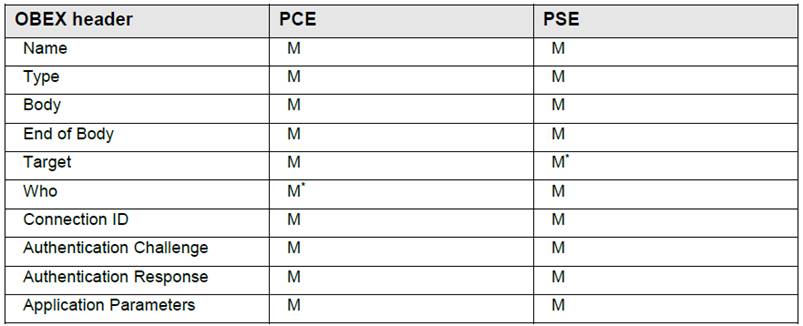 OBEX header PCE PSE
Name M M
Type M M
Body M M
End of Body M M
Target M M*
Who M* M
Connection ID M M
Authentication Challenge M M
Authentication Response M M
Application Parameters M M